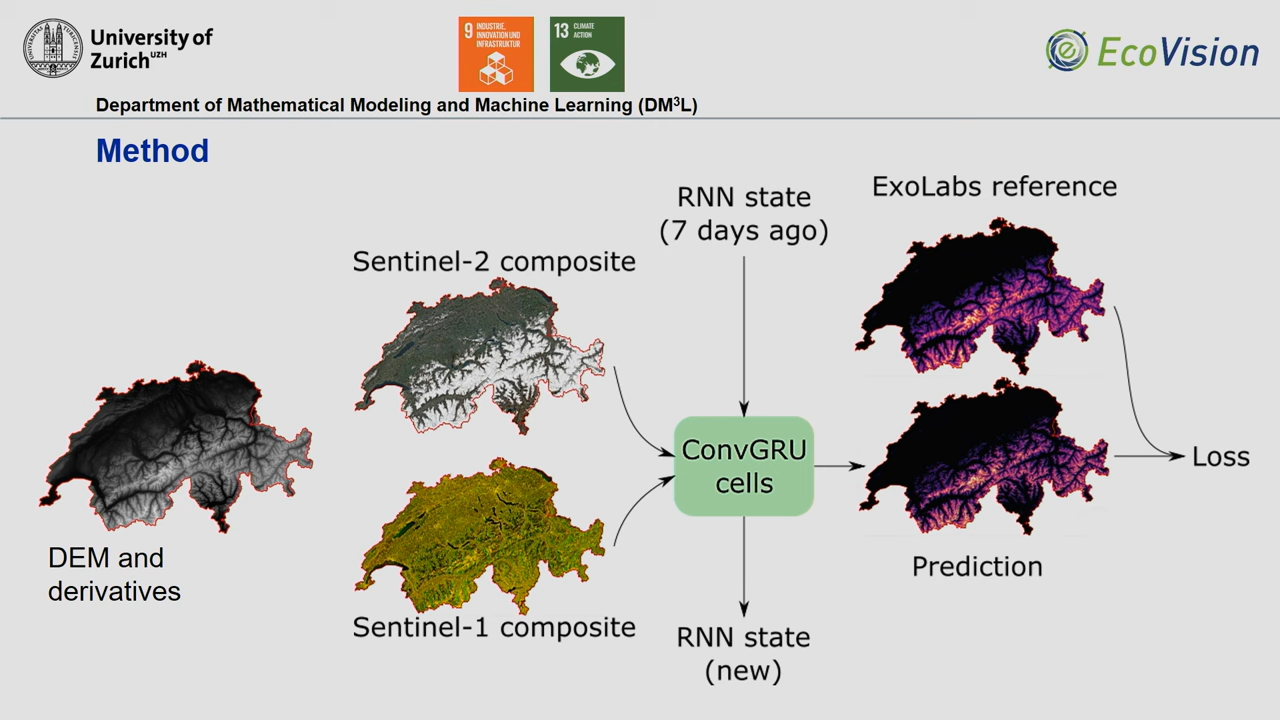 University of
Zurich UZH
9 INDUSTRIE,
INNOVATION UND
INFRASTRUKTUR
13 CLIMATE
ACTION
EcoVision
Department of Mathematical Modeling and Machine Learning (DM³L)
Method
RNN state
(7 days ago)
ExoLabs reference
Sentinel-2 composite
ConvGRU
cells
Loss
DEM and
derivatives
Prediction
Sentinel-1 composite
RNN state
(new)